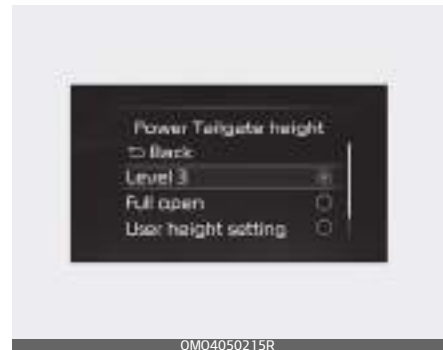 Power Tailgate height
Back
Level 3
Full open
User height setting
OMO4050215R